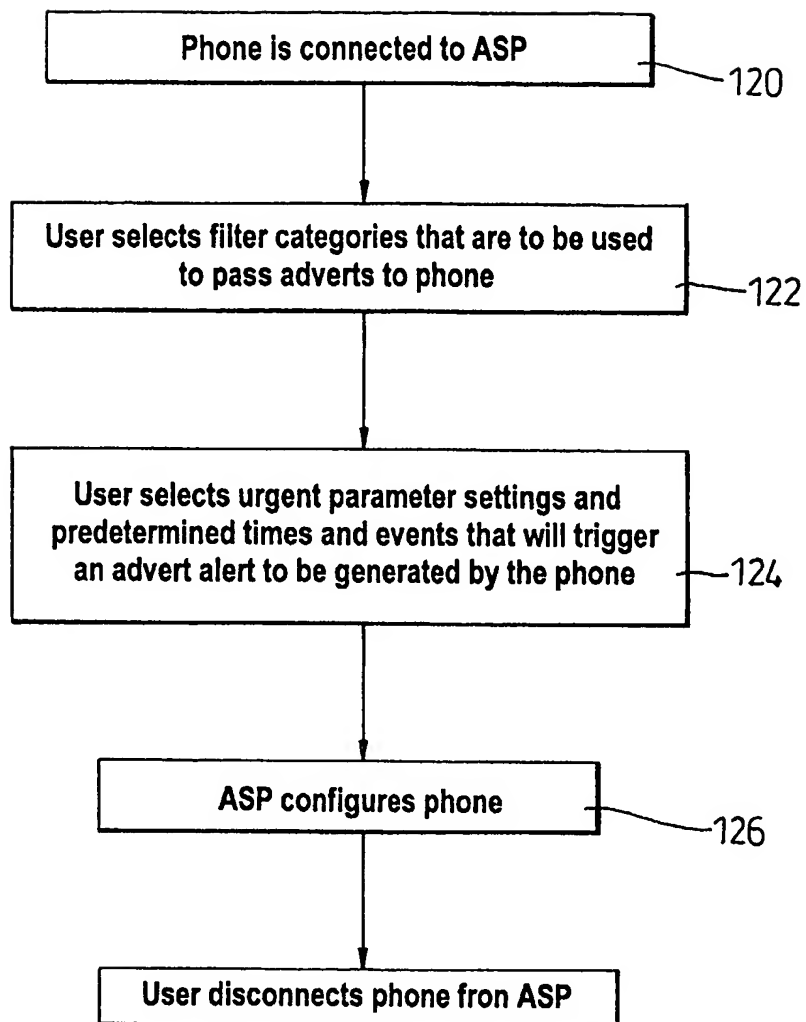 Phone is connected to ASP
120
User selects filter categories that are to be used
to pass adverts to phone
122
User selects urgent parameter settings and
predetermined times and events that will trigger
an advert alert to be generated by the phone
124
ASP configures phone
126
User disconnects phone fron ASP